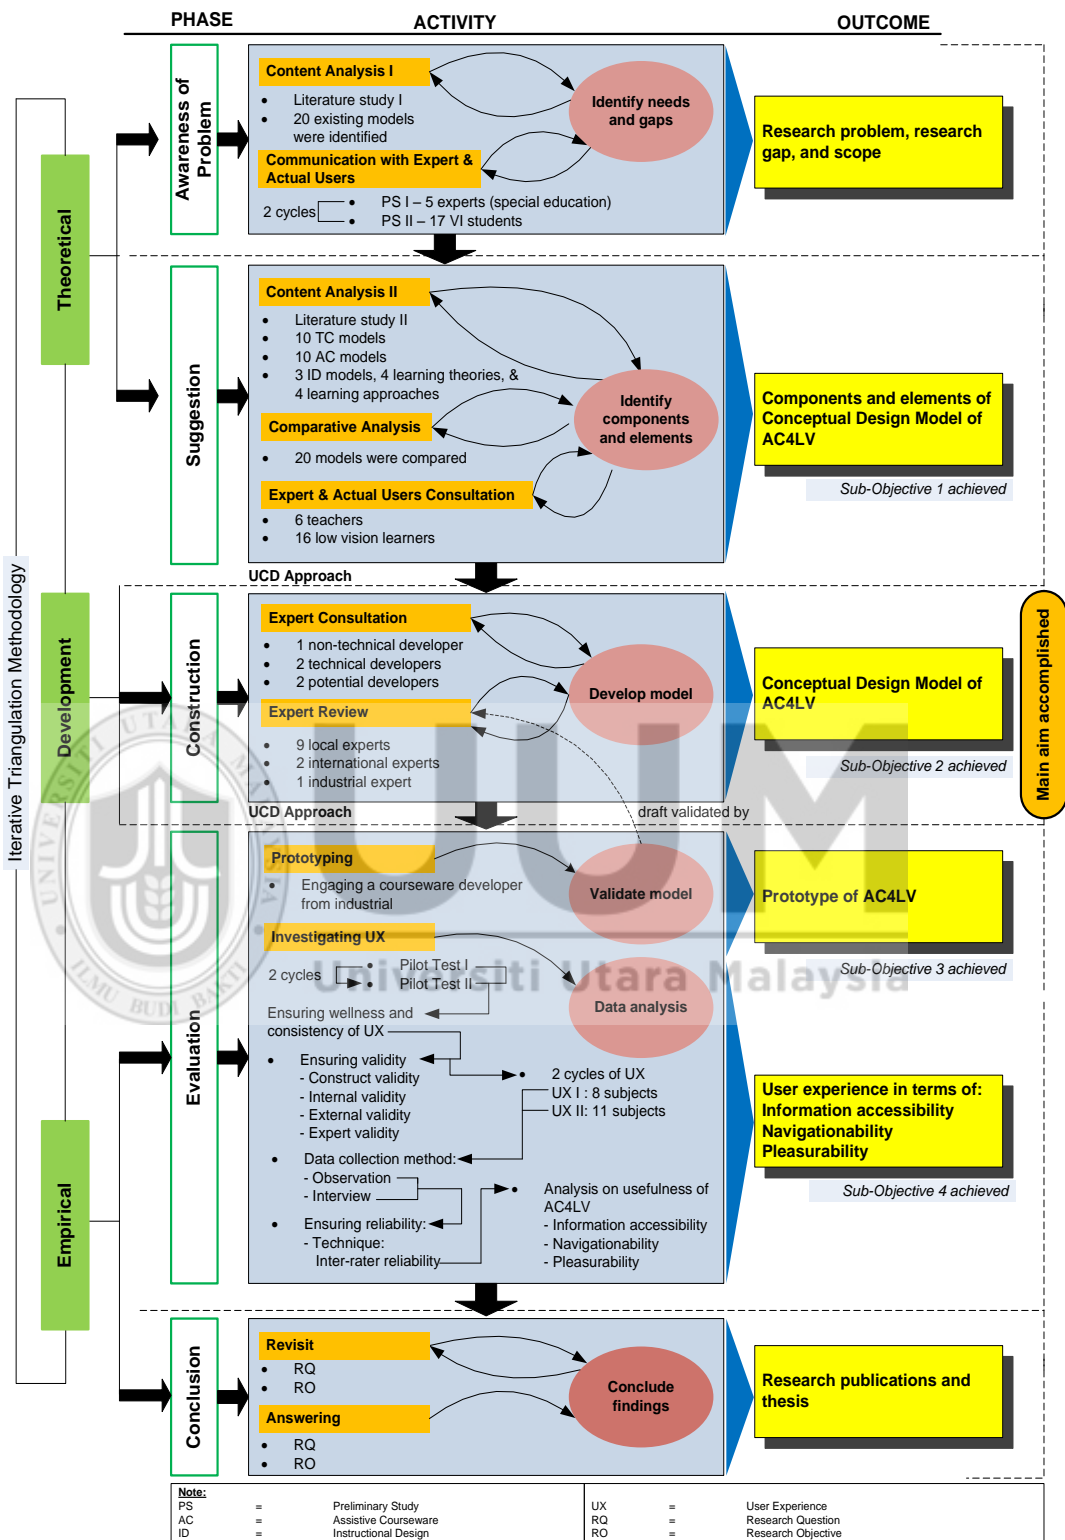 PHASE ACTIVITY OUTCOME
Iterative Triangulation Methodology
Theoretical
Development
Empirical
Awareness of
Problem
Content Analysis I
• Literature study I
• 20 existing models
were identified
Communication with Expert &
Actual Users
2 cycles
• PS I – 5 experts (special education)
• PS II – 17 VI students
Identify needs
and gaps
Research problem, research
gap, and scope
Suggestion
Content Analysis II
• Literature study II
• 10 TC models
• 10 AC models
• 3 ID models, 4 learning theories, &
4 learning approaches
Comparative Analysis
• 20 models were compared
Expert & Actual Users Consultation
• 6 teachers
• 16 low vision learners
Identify
components
and elements
Components and elements of
Conceptual Design Model of
AC4LV
Sub-Objective 1 achieved
UCD Approach
Construction
Expert Consultation
• 1 non-technical developer
• 2 technical developers
• 2 potential developers
Expert Review
• 9 local experts
• 2 international experts
• 1 industrial expert
Develop model
Conceptual Design Model of
AC4LV
Sub-Objective 2 achieved
Main aim accomplished
UCD Approach
draft validated by
Evaluation
Prototyping
• Engaging a courseware developer
from industrial
Validate model
Prototype of AC4LV
Sub-Objective 3 achieved
Investigating UX
2 cycles
• Pilot Test I
• Pilot Test II
Data analysis
Ensuring wellness and
consistency of UX
• Ensuring validity
- Construct validity
- Internal validity
- External validity
- Expert validity
• 2 cycles of UX
UX I : 8 subjects
UX II: 11 subjects
• Data collection method:
- Observation
- Interview
• Ensuring reliability:
- Technique:
Inter-rater reliability
• Analysis on usefulness of
AC4LV
- Information accessibility
- Navigationability
- Pleasurability
User experience in terms of:
Information accessibility
Navigationability
Pleasurability
Sub-Objective 4 achieved
Conclusion
Revisit
• RQ
• RO
Answering
• RQ
• RO
Conclude
findings
Research publications and
thesis
Note:
PS = Preliminary Study
AC = Assistive Courseware
ID = Instructional Design
UX = User Experience
RQ = Research Question
RO = Research Objective
UUM
Universiti Utara Malaysia
UNIVERSITI UTARA MALAYSIA
ILMU BUDI BAKTI